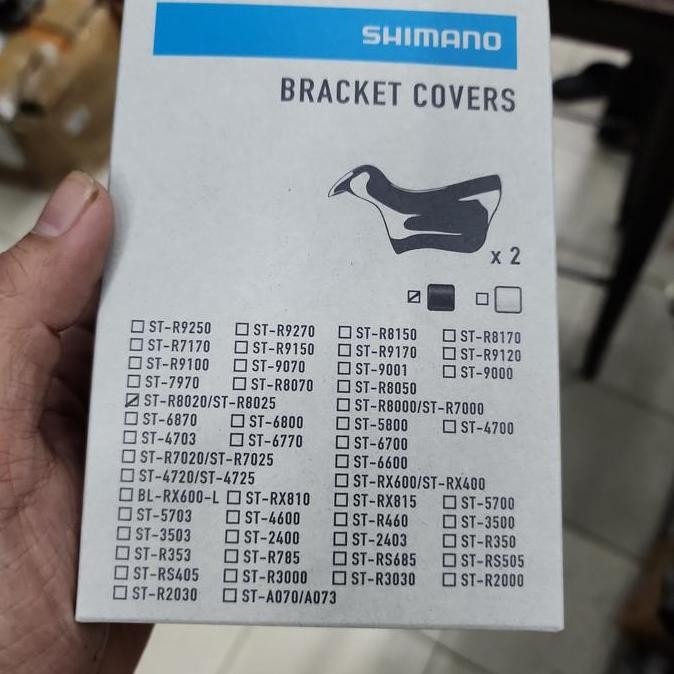 SHIMANO
BRACKET COVERS
x 2
ST-R9250 ST-R9270 ST-R8150 ST-R8170
ST-R7170 ST-R9150 ST-R9170 ST-R9120
ST-R9100 ST-9070 ST-9001 ST-9000
ST-7970 ST-R8070 ST-R8050
ST-R8020/ST-R8025 ST-R8000/ST-R7000
ST-6870 ST-6800 ST-5800 ST-4700
ST-4703 ST-6770 ST-6700
ST-R7020/ST-R7025 ST-6600
ST-4720/ST-4725 ST-RX600/ST-RX400
BL-RX600-L ST-RX810 ST-RX815 ST-5700
ST-5703 ST-4600 ST-R460 ST-3500
ST-3503 ST-2400 ST-2403 ST-R350
ST-R353 ST-R785 ST-RS685 ST-RS505
ST-RS405 ST-R3000 ST-R3030 ST-R2000
ST-R2030 ST-A070/A073